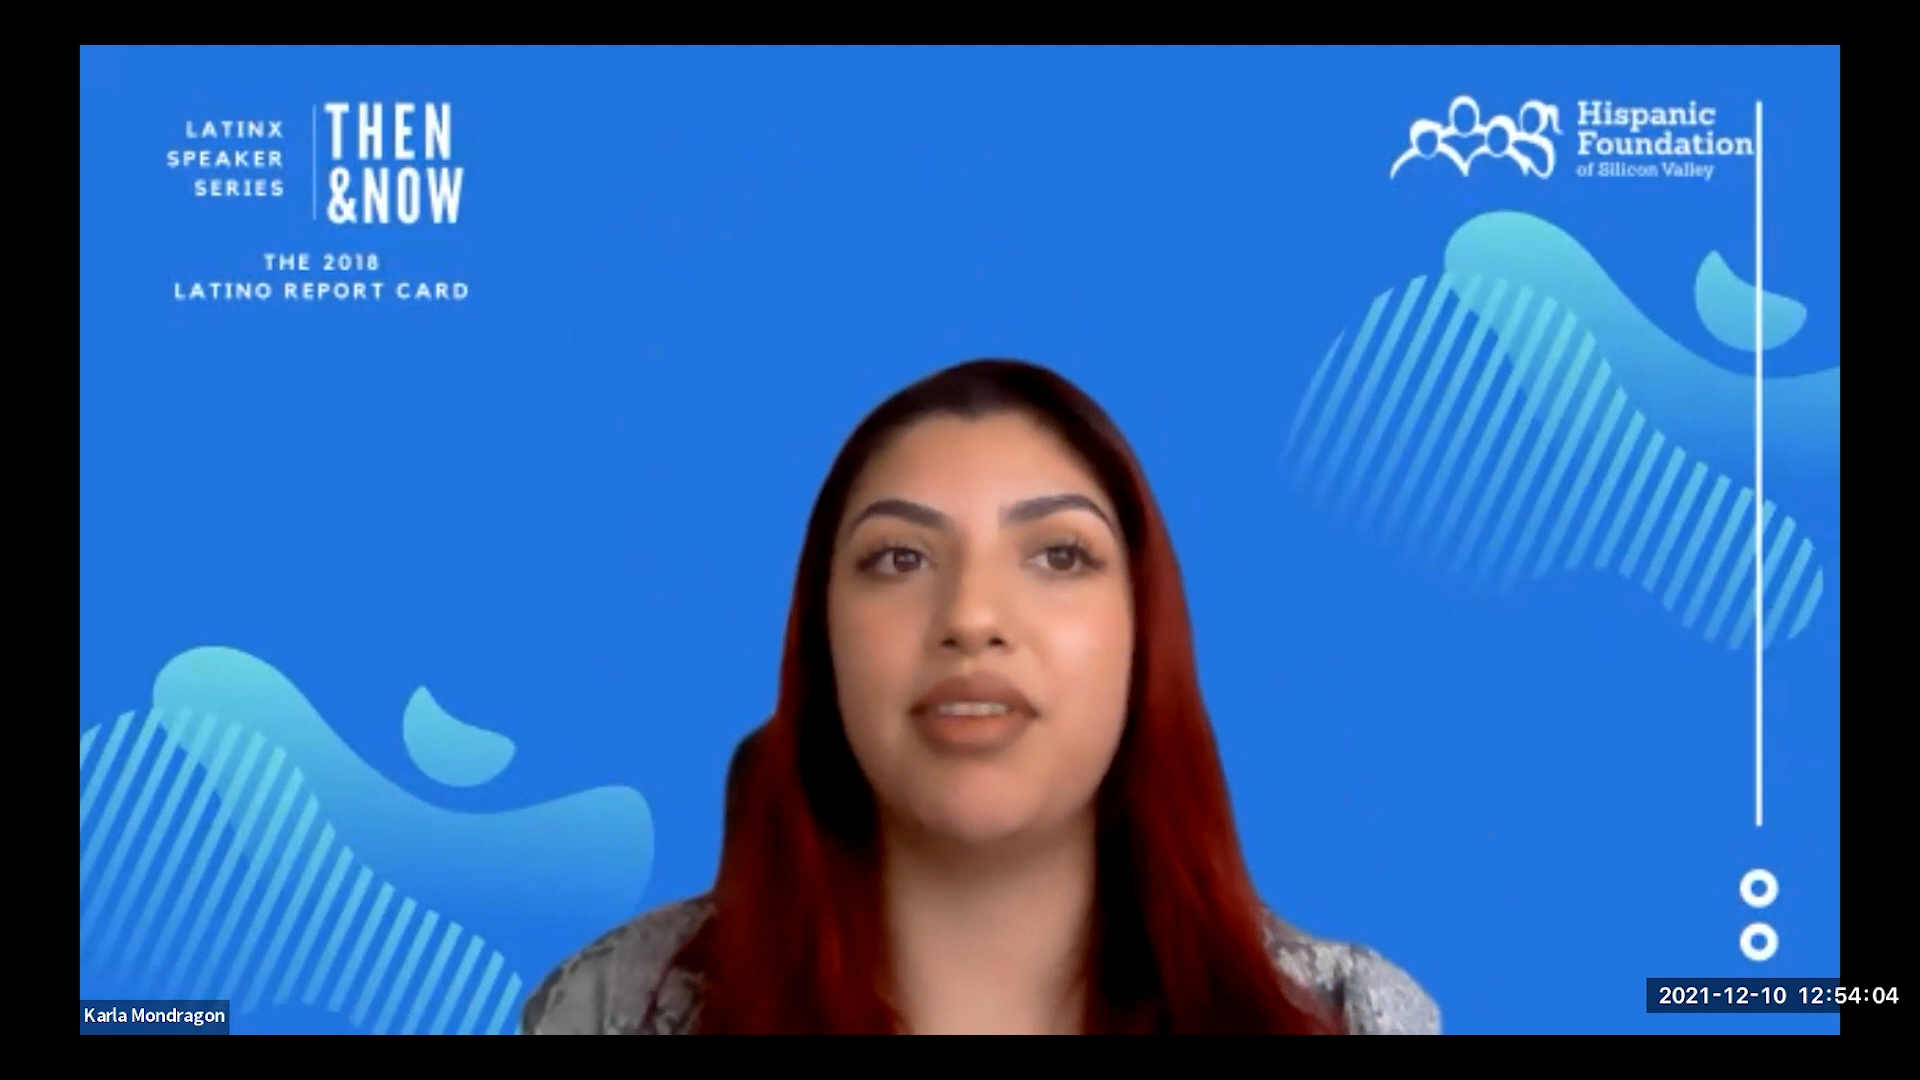 LATINX
SPEAKER
SERIES
THEN
&NOW
THE 2018
LATINO REPORT CARD
Hispanic
Foundation
of Silicon Valley
Karla Mondragon
2021-12-10 12:54:04